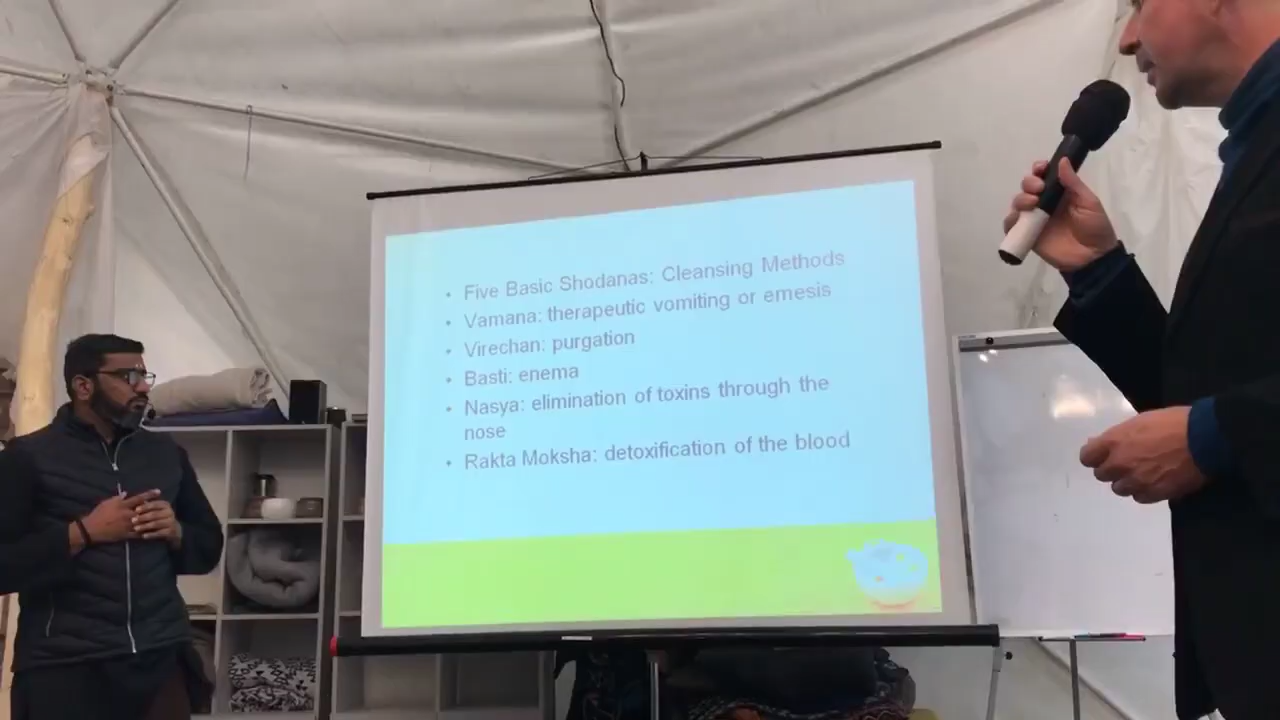 • Five Basic Shodanas: Cleansing Methods
• Vamana: therapeutic vomiting or emesis
• Virechan: purgation
• Basti: enema
• Nasya: elimination of toxins through the
nose
• Rakta Moksha: detoxification of the blood